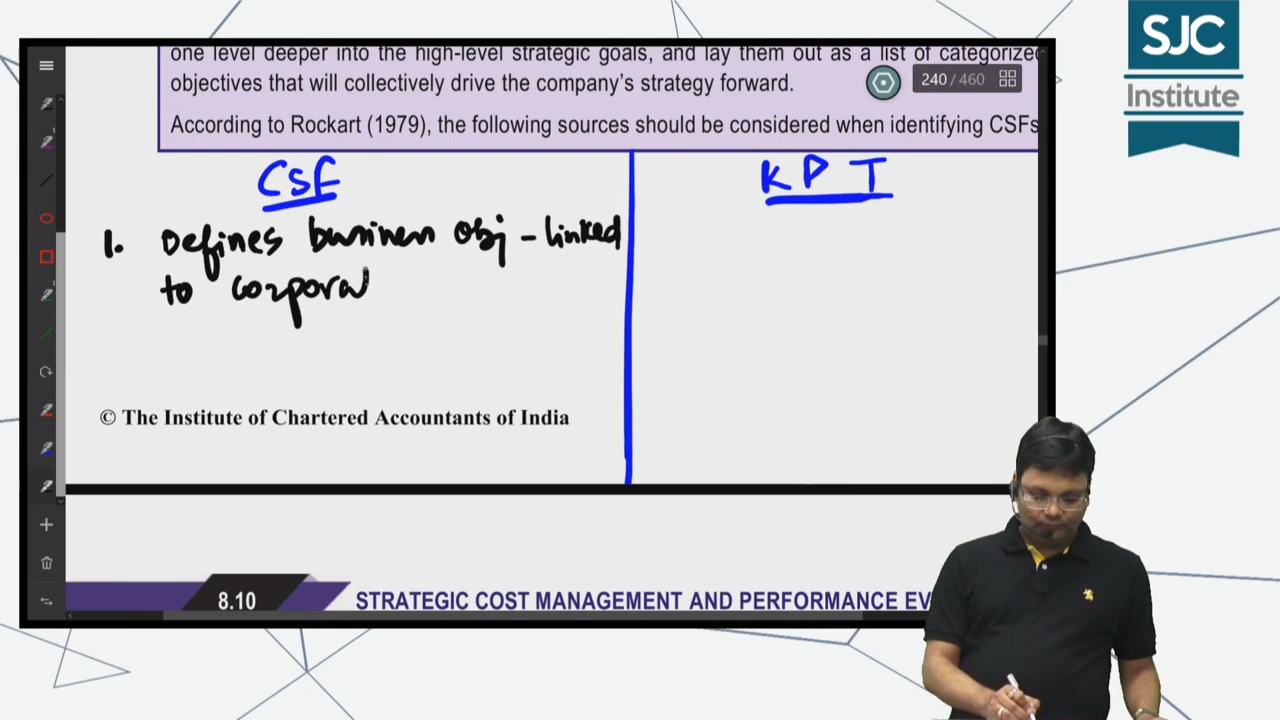 SJC
Institute
one level deeper into the high-level strategic goals, and lay them out as a list of categorized
objectives that will collectively drive the company's strategy forward.
240 / 460
According to Rockart (1979), the following sources should be considered when identifying CSFs
CSF
KPI
1. Defines business obj - linked
to corporat
© The Institute of Chartered Accountants of India
8.10
STRATEGIC COST MANAGEMENT AND PERFORMANCE EV